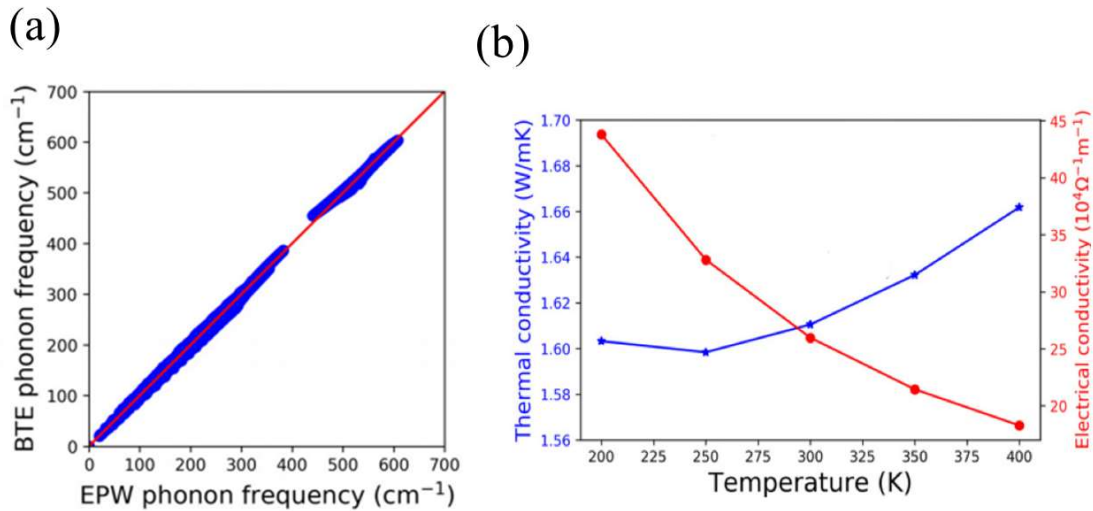 (a)
BTE phonon frequency (cm⁻¹)
700
600
500
400
300
200
100
0
0 100 200 300 400 500 600 700
EPW phonon frequency (cm⁻¹)
(b)
Thermal conductivity (W/mK)
1.70
1.68
1.66
1.64
1.62
1.60
1.58
1.56
200 225 250 275 300 325 350 375 400
Temperature (K)
45
40
35
30
25
20
Electrical conductivity (10⁴Ω⁻¹m⁻¹)